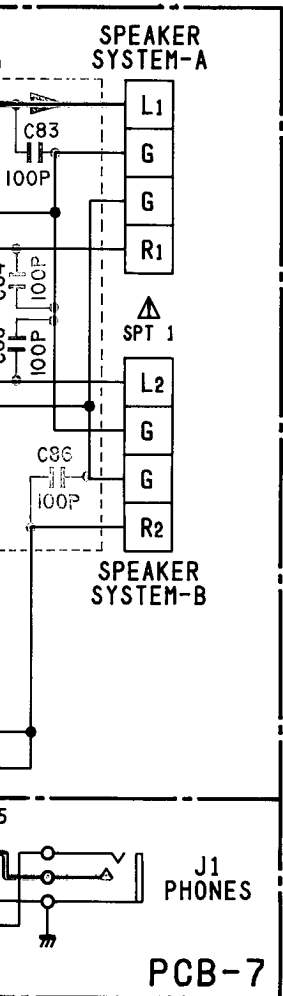 SPEAKER
SYSTEM-A
L1
C83
G
100P
G
R1
100P
SPT 1
100P
L2
G
C86
G
100P
R2
SPEAKER
SYSTEM-B
5
J1
PHONES
PCB-7